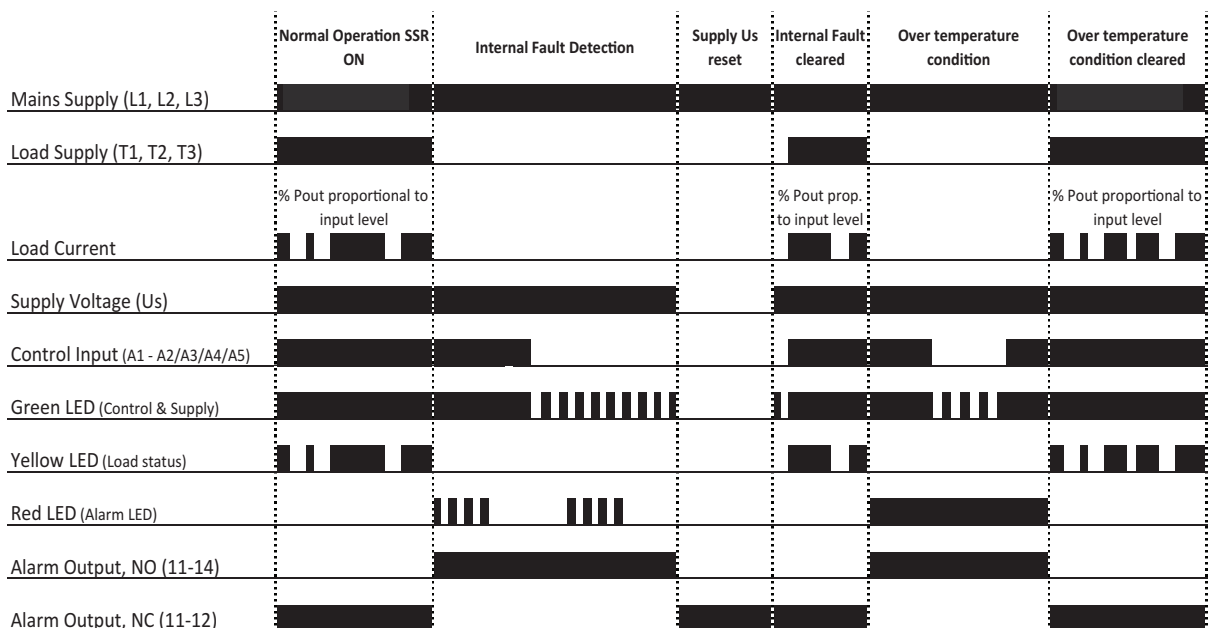 Normal Operation SSR
ON
Internal Fault Detection
Supply Us
reset
Internal Fault
cleared
Over temperature
condition
Over temperature
condition cleared
Mains Supply (L1, L2, L3)
Load Supply (T1, T2, T3)
% Pout proportional to
input level
% Pout prop.
to input level
% Pout proportional to
input level
Load Current
Supply Voltage (Us)
Control Input (A1 - A2/A3/A4/A5)
Green LED (Control & Supply)
Yellow LED (Load status)
Red LED (Alarm LED)
Alarm Output, NO (11-14)
Alarm Output, NC (11-12)